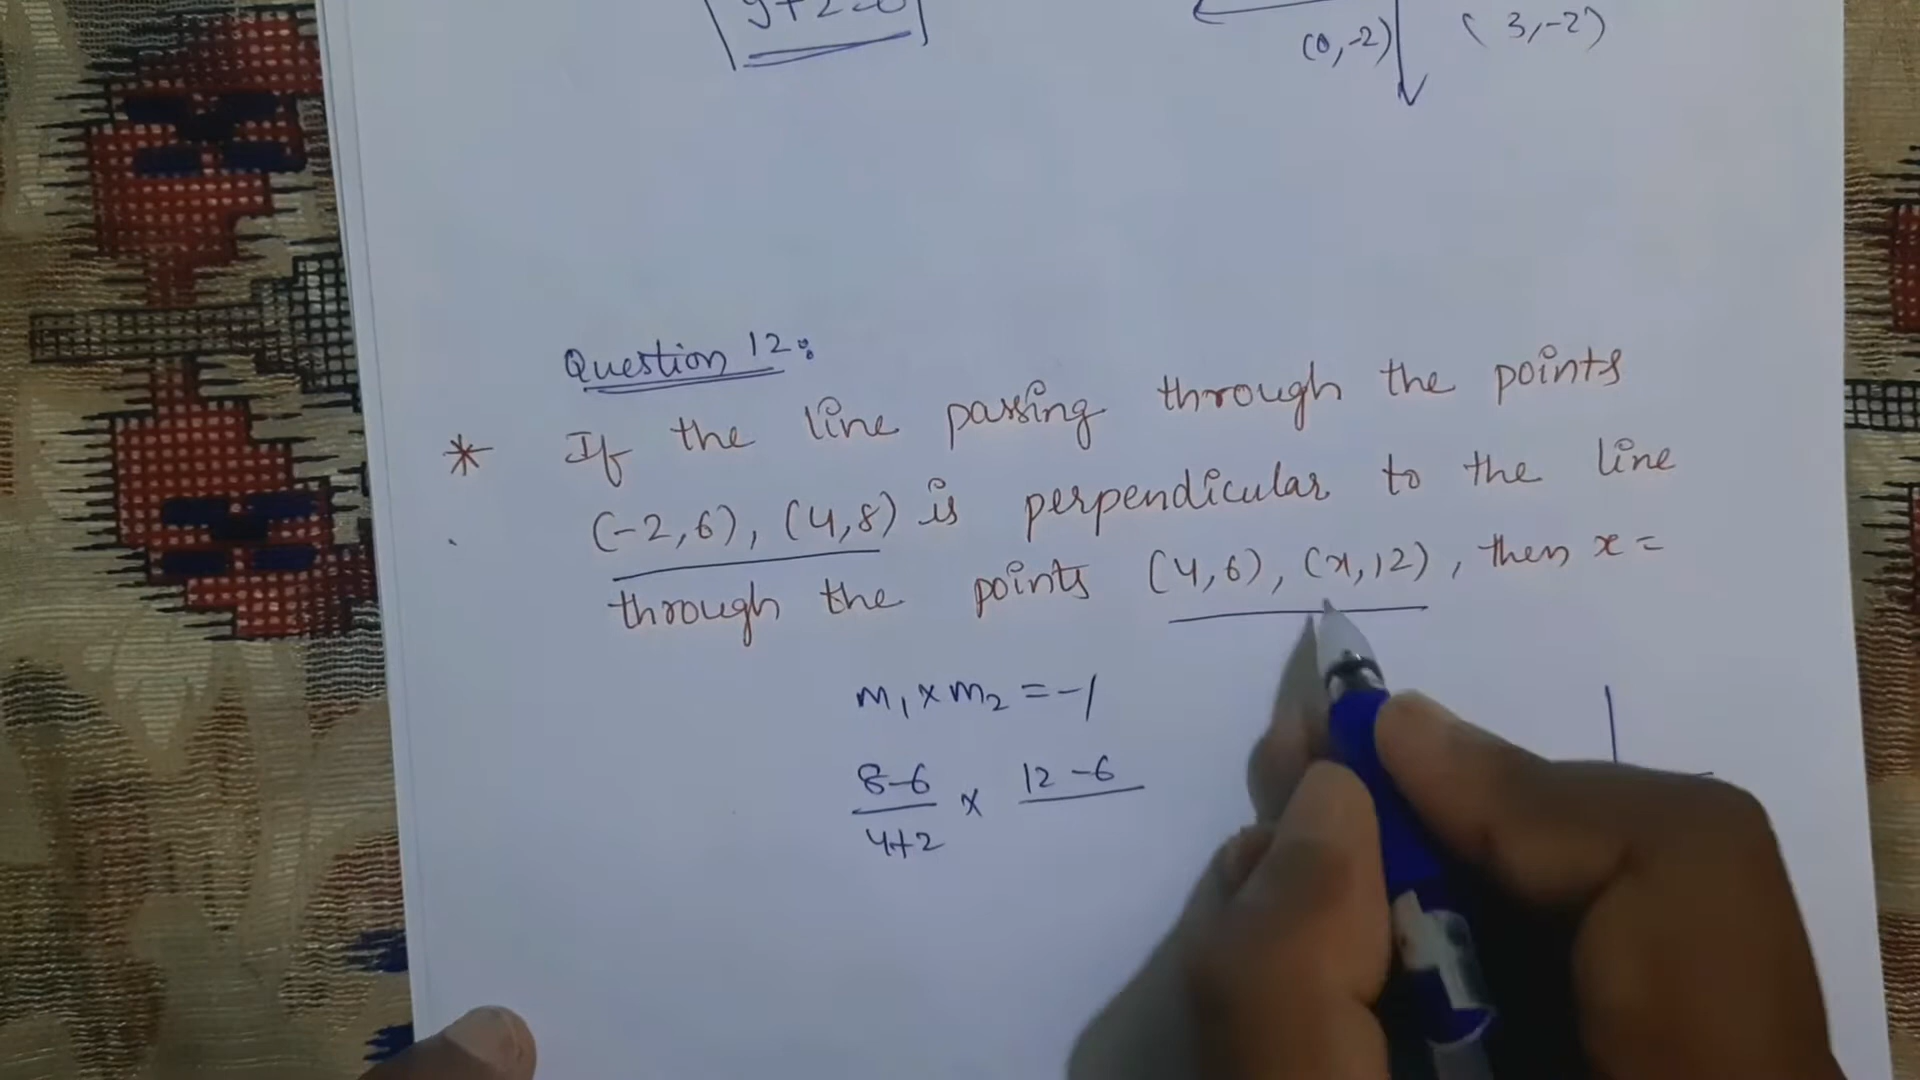 y+2=0
(0,-2) (3,-2)
Question 12:
* If the line passing through the points
(-2,6), (4,8) is perpendicular to the line
through the points (4,6), (x,12), then x =
m₁ × m₂ = -1
8-6 / 4+2 × 12-6